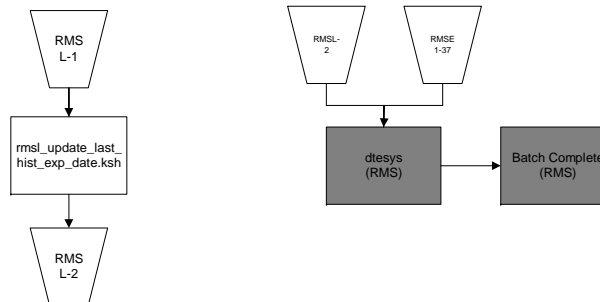 RMS
L-1
rmsl_update_last_
hist_exp_date.ksh
RMS
L-2
RMSL-
2
RMSE
1-37
dtesys
(RMS)
Batch Complete
(RMS)